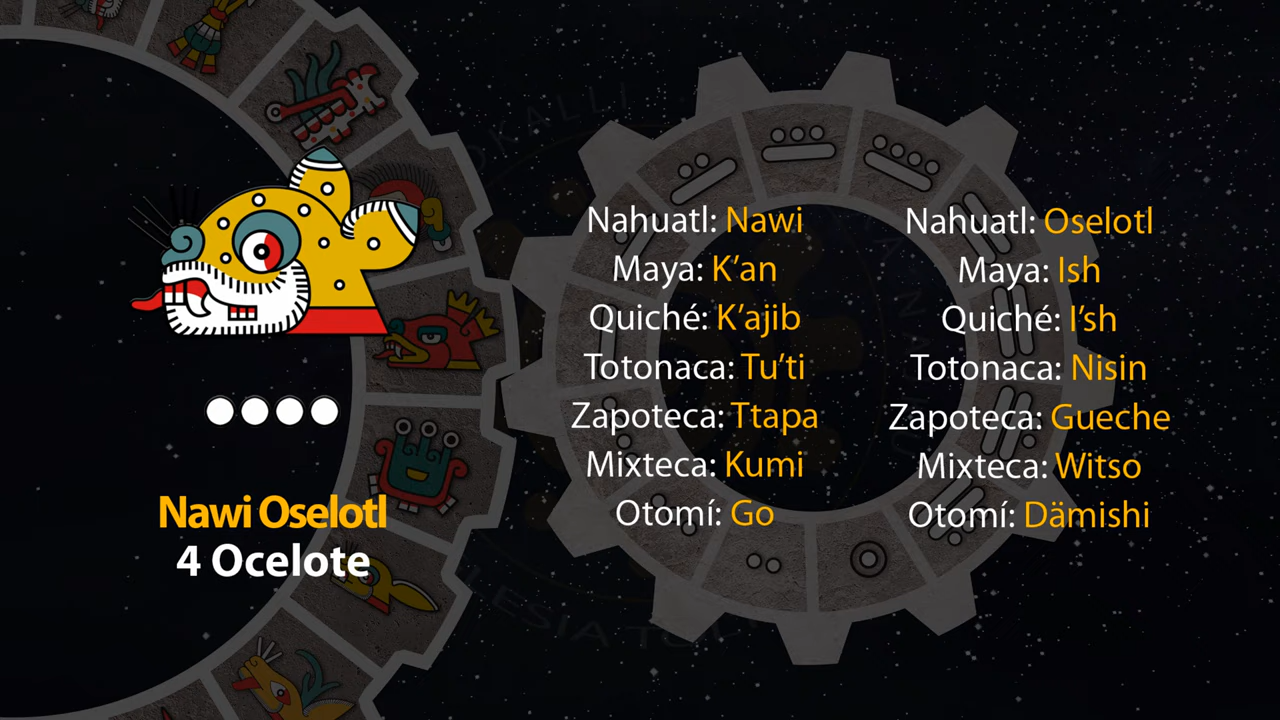 Nahuatl: Nawi
Maya: K’an
Quiché: K’ajib
Totonaca: Tu’ti
Zapoteca: Ttapa
Mixteca: Kumi
Otomí: Go
Nahuatl: Oselotl
Maya: Ish
Quiché: I’sh
Totonaca: Nisin
Zapoteca: Gueche
Mixteca: Witso
Otomí: Dämishi
Nawi Oselotl
4 Ocelote